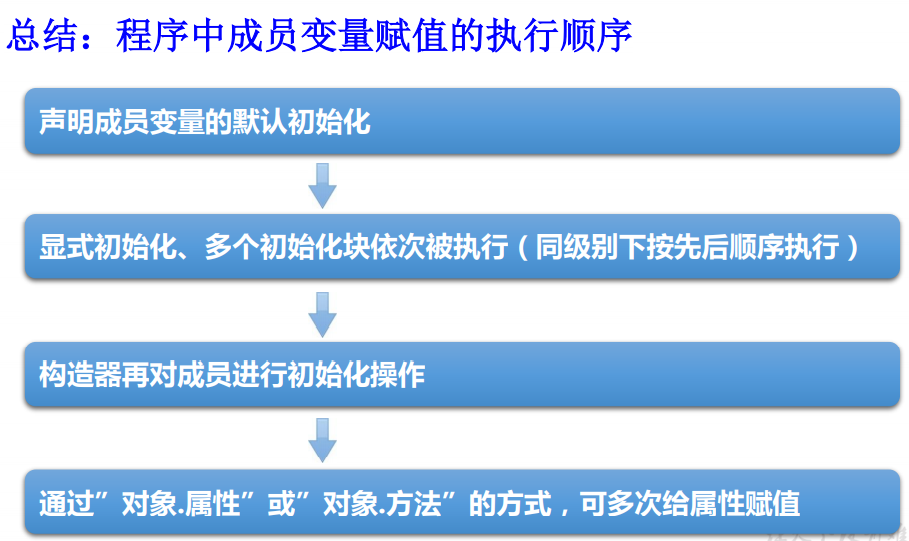 总结：程序中成员变量赋值的执行顺序
声明成员变量的默认初始化
显式初始化、多个初始化块依次被执行（同级别下按先后顺序执行）
构造器再对成员进行初始化操作
通过”对象.属性”或”对象.方法”的方式，可多次给属性赋值